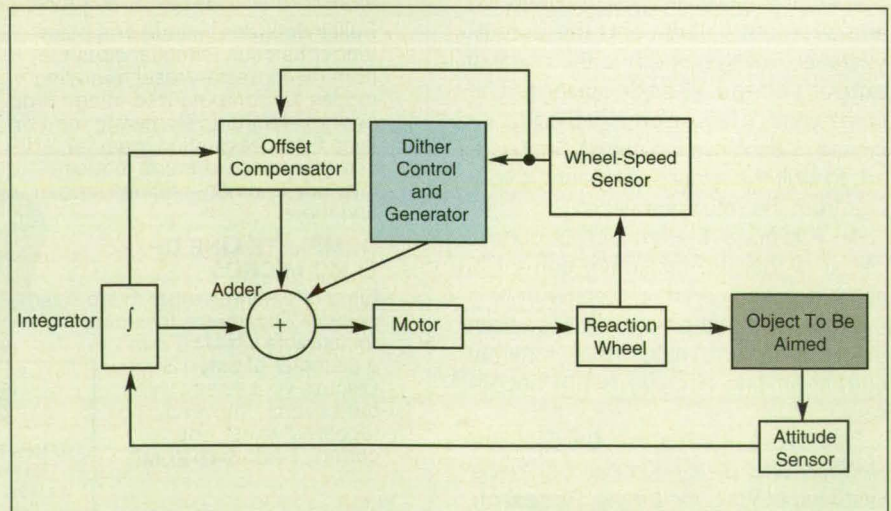 Offset
Compensator
Dither
Control
and
Generator
Wheel-Speed
Sensor
Adder
Integrator
∫
+
Motor
Reaction
Wheel
Object To Be
Aimed
Attitude
Sensor